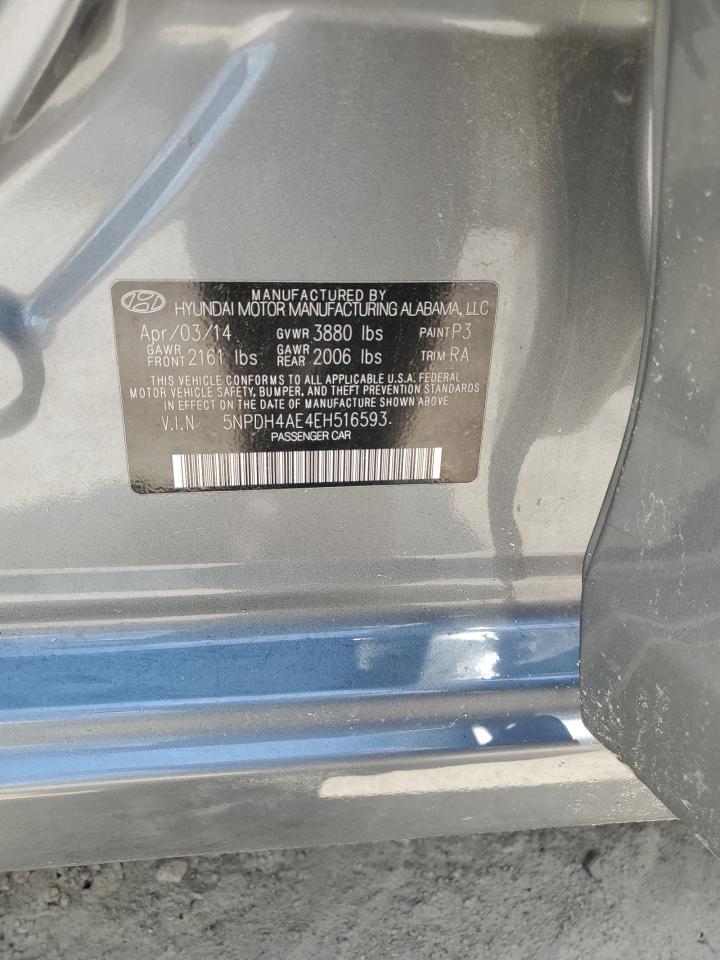 MANUFACTURED BY
HYUNDAI MOTOR MANUFACTURING ALABAMA, LLC
Apr/03/14 GVWR 3880 lbs PAINT P3
GAWR FRONT 2161 lbs GAWR REAR 2006 lbs TRIM RA
THIS VEHICLE CONFORMS TO ALL APPLICABLE U.S.A. FEDERAL
MOTOR VEHICLE SAFETY, BUMPER, AND THEFT PREVENTION STANDARDS
IN EFFECT ON THE DATE OF MANUFACTURE SHOWN ABOVE
V.I.N 5NPDH4AE4EH516593
PASSENGER CAR